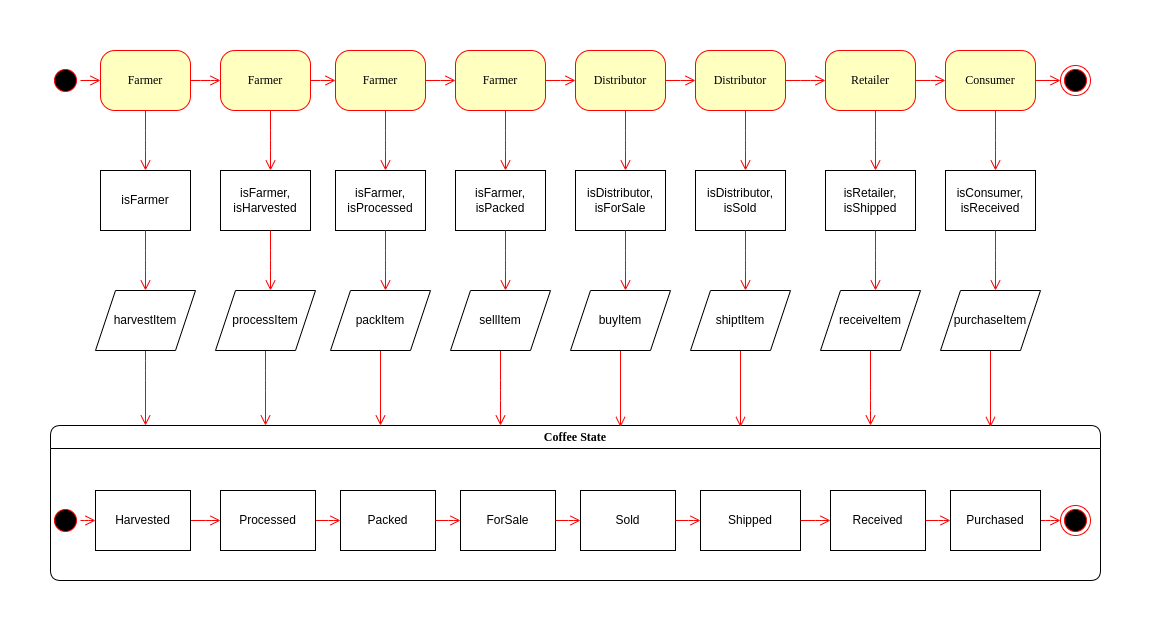 Farmer
Farmer
Farmer
Farmer
Distributor
Distributor
Retailer
Consumer
isFarmer
isFarmer,
isHarvested
isFarmer,
isProcessed
isFarmer,
isPacked
isDistributor,
isForSale
isDistributor,
isSold
isRetailer,
isShipped
isConsumer,
isReceived
harvestItem
processItem
packItem
sellItem
buyItem
shiptItem
receiveItem
purchaseItem
Coffee State
Harvested
Processed
Packed
ForSale
Sold
Shipped
Received
Purchased